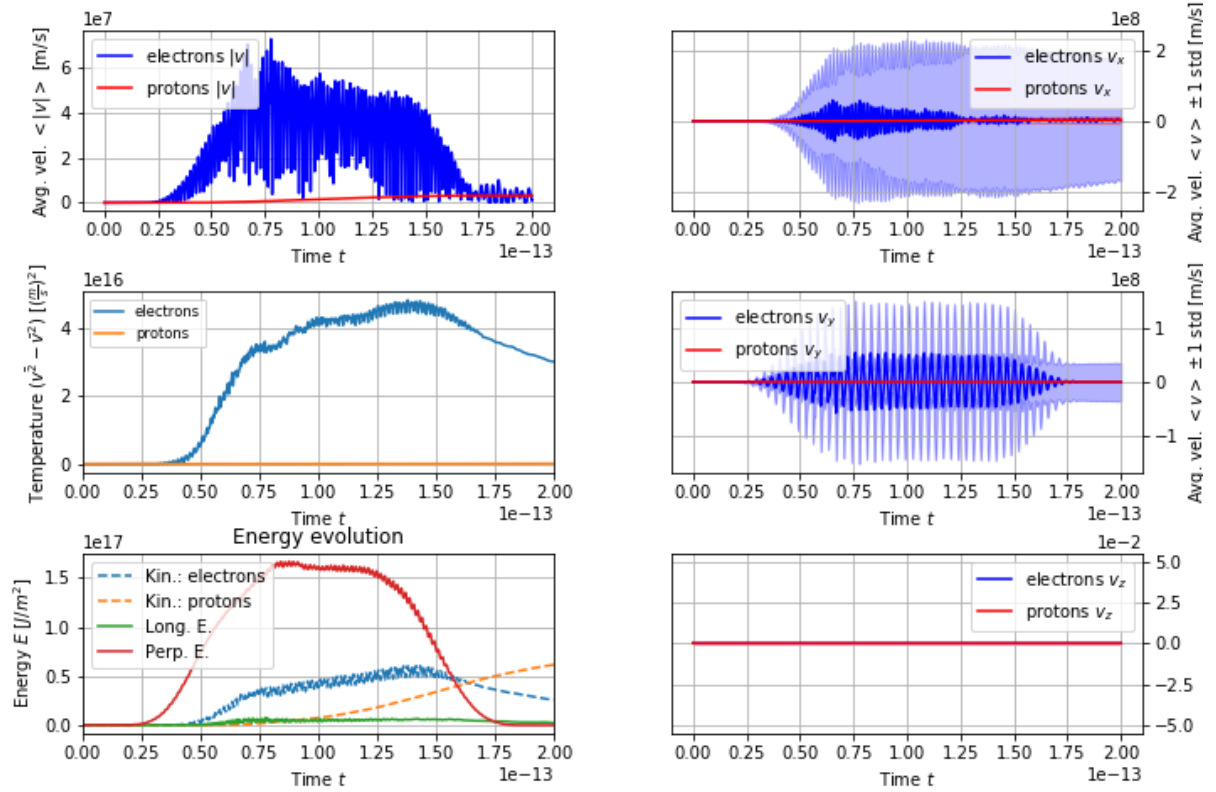 1e7
Avg. vel. < |v| > [m/s]
6
4
2
0
electrons |v|
protons |v|
0.00 0.25 0.50 0.75 1.00 1.25 1.50 1.75 2.00
Time t
1e−13
1e8
Avg. vel. < v > ±1 std [m/s]
2
0
−2
electrons vₓ
protons vₓ
0.00 0.25 0.50 0.75 1.00 1.25 1.50 1.75 2.00
Time t
1e−13
1e16
4
2
0
electrons
protons
0.00 0.25 0.50 0.75 1.00 1.25 1.50 1.75 2.00
Time t
1e−13
1e8
Avg. vel. < v > ±1 std [m/s]
1
0
−1
electrons v_y
protons v_y
0.00 0.25 0.50 0.75 1.00 1.25 1.50 1.75 2.00
Time t
1e−13
Energy evolution
1e17
Energy E [J/m²]
1.5
1.0
0.5
0.0
Kin.: electrons
Kin.: protons
Long. E.
Perp. E.
0.00 0.25 0.50 0.75 1.00 1.25 1.50 1.75 2.00
Time t
1e−13
1e−2
5.0
2.5
0.0
−2.5
−5.0
electrons v_z
protons v_z
0.00 0.25 0.50 0.75 1.00 1.25 1.50 1.75 2.00
Time t
1e−13